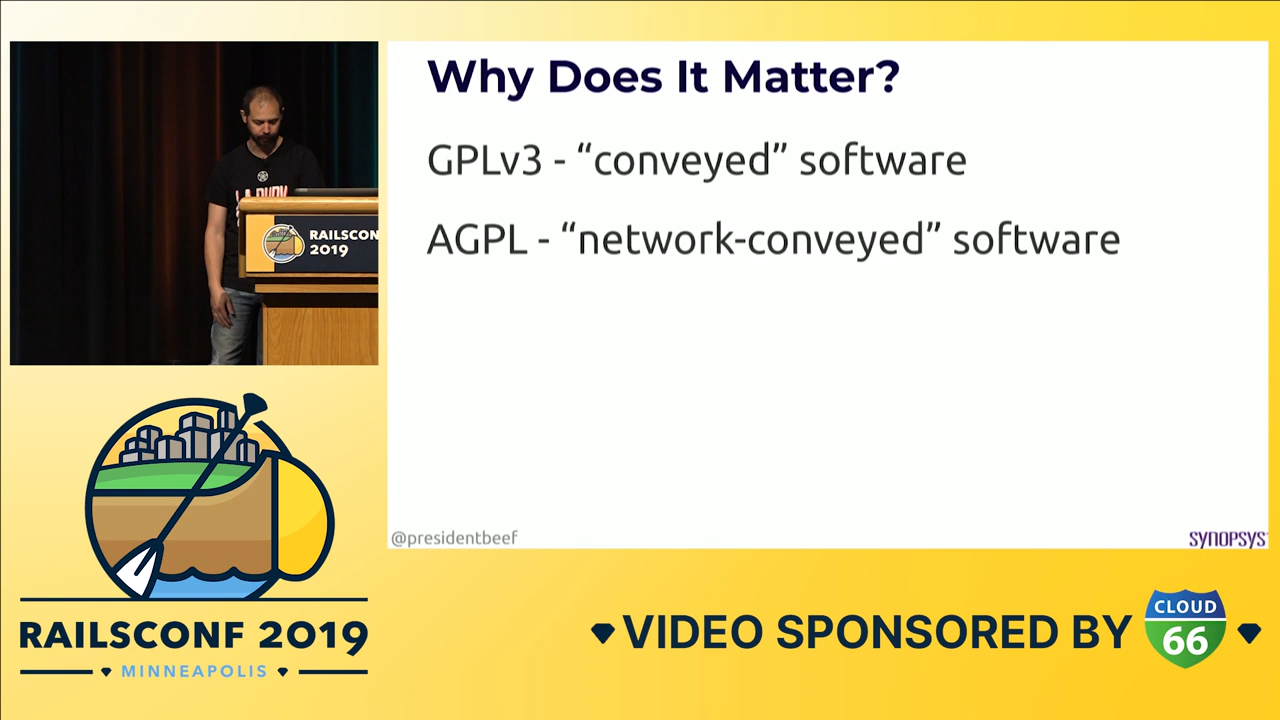 Why Does It Matter?
GPLv3 - “conveyed” software
AGPL - “network-conveyed” software
@presidentbeef
SYNOPSYS
RAILSCON
2019
RAILSCONF 2019
MINNEAPOLIS
VIDEO SPONSORED BY
CLOUD
66